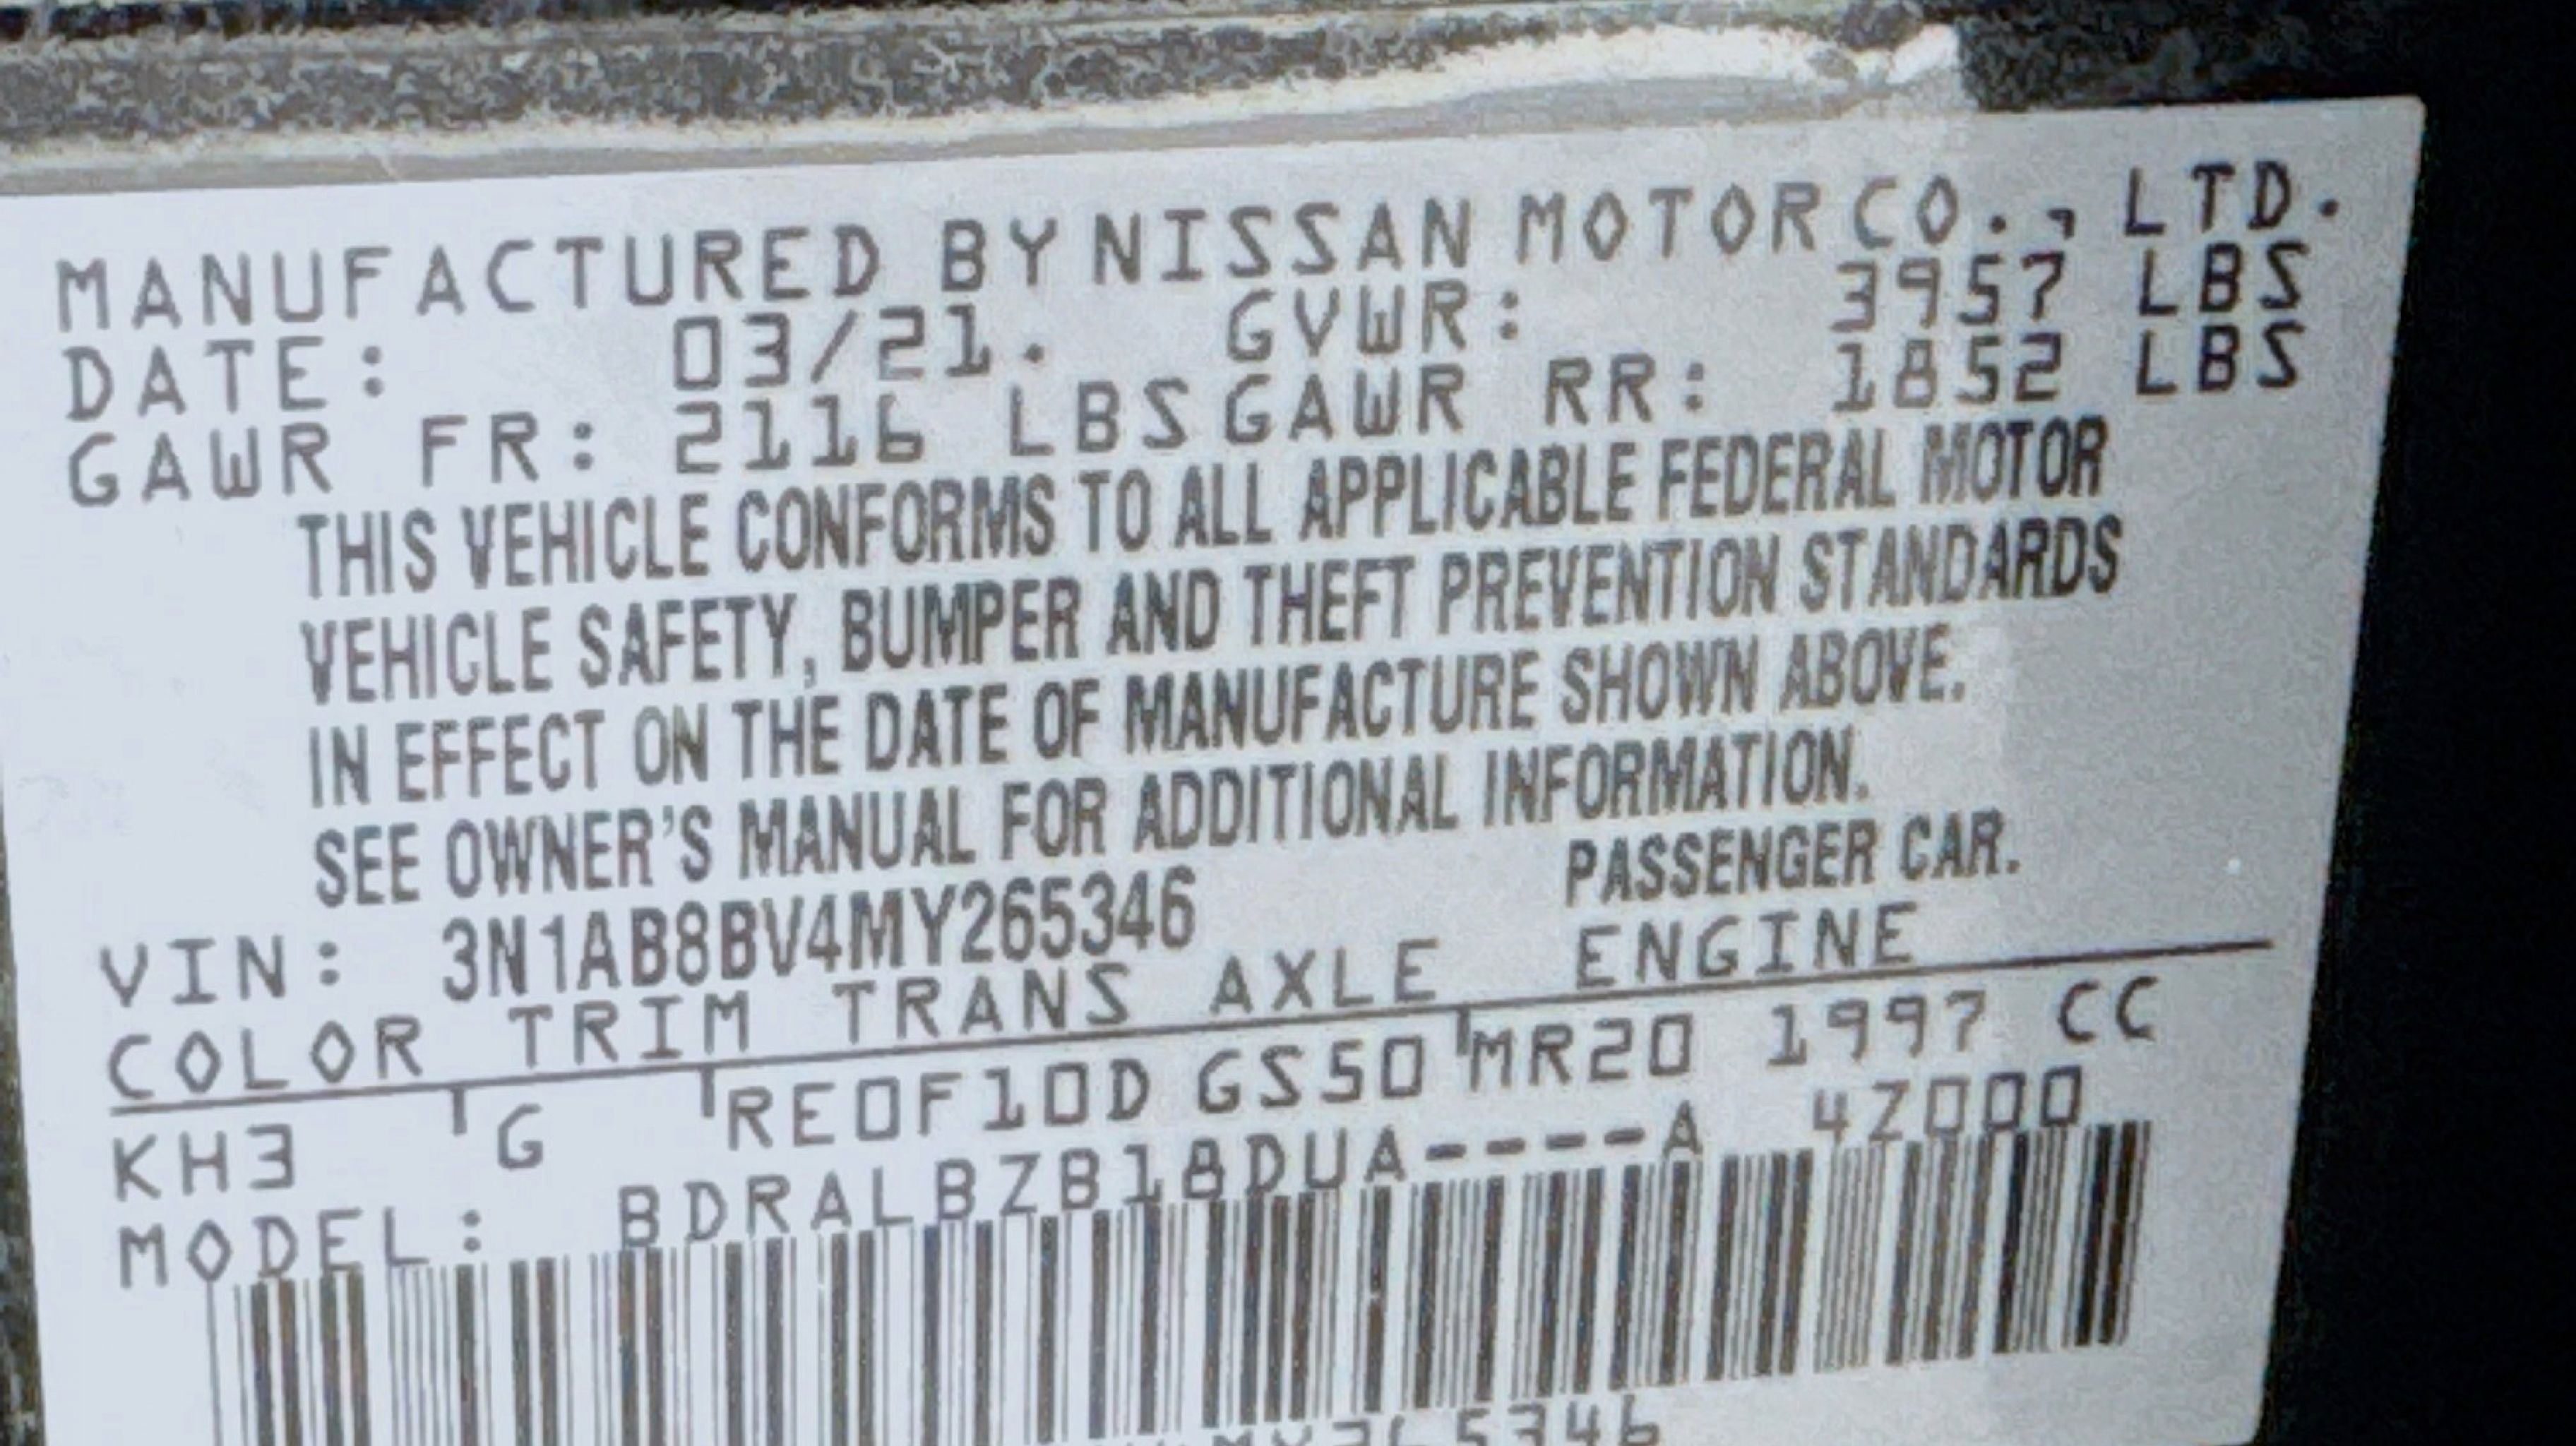 MANUFACTURED BY NISSAN MOTOR CO., LTD.
DATE: 03/21. GVWR: 3957 LBS
GAWR FR: 2116 LBS GAWR RR: 1852 LBS
THIS VEHICLE CONFORMS TO ALL APPLICABLE FEDERAL MOTOR
VEHICLE SAFETY, BUMPER AND THEFT PREVENTION STANDARDS
IN EFFECT ON THE DATE OF MANUFACTURE SHOWN ABOVE.
SEE OWNER'S MANUAL FOR ADDITIONAL INFORMATION.
PASSENGER CAR.
VIN: 3N1AB8BV4MY265346
COLOR TRIM TRANS AXLE ENGINE
KH3 G RE0F10D GS50 MR20 1997 CC
MODEL: BDRALBZB18DUA----A 4Z000